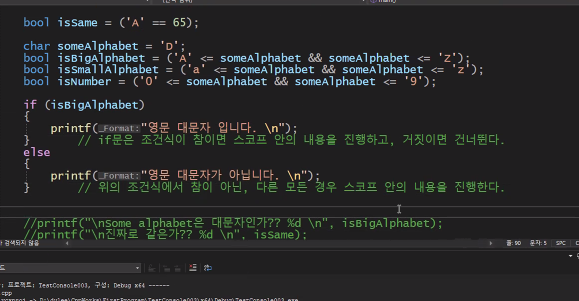 bool isSame = ('A' == 65);
char someAlphabet = 'D';
bool isBigAlphabet = ('A' <= someAlphabet && someAlphabet <= 'Z');
bool isSmallAlphabet = ('a' <= someAlphabet && someAlphabet <= 'z');
bool isNumber = ('0' <= someAlphabet && someAlphabet <= '9');
if (isBigAlphabet)
{
printf(_Format:"영문 대문자 입니다. \n");
} // if문은 조건식이 참이면 스코프 안의 내용을 진행하고, 거짓이면 건너뛴다.
else
{
printf(_Format:"영문 대문자가 아닙니다. \n");
} // 위의 조건식에서 참이 아닌, 다른 모든 경우 스코프 안의 내용을 진행한다.
//printf("\nSome alphabet은 대문자인가?? %d \n", isBigAlphabet);
//printf("\n진짜로 같은가?? %d \n", isSame);
검색되지 않음 줄: 90 문자: 5 SPC
드
: 프로젝트: TestConsole003, 구성: Debug x64 ------
cpp